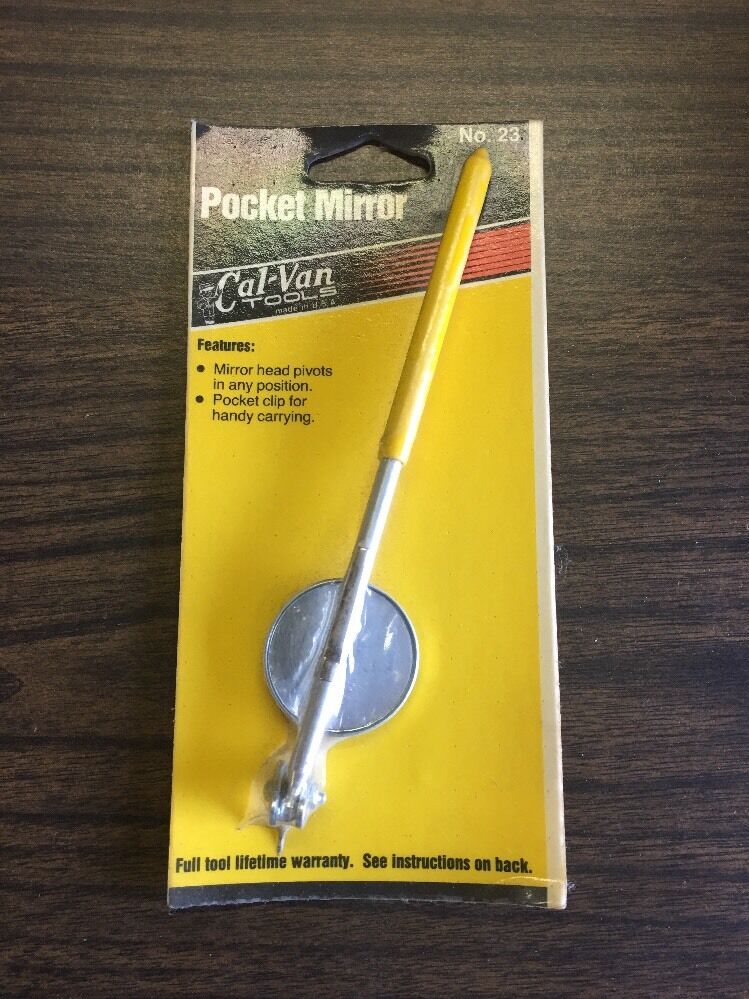 No. 23
Pocket Mirror
Cal-Van
TOOLS
made in U.S.A.
Features:
● Mirror head pivots
in any position.
● Pocket clip for
handy carrying.
Full tool lifetime warranty. See instructions on back.